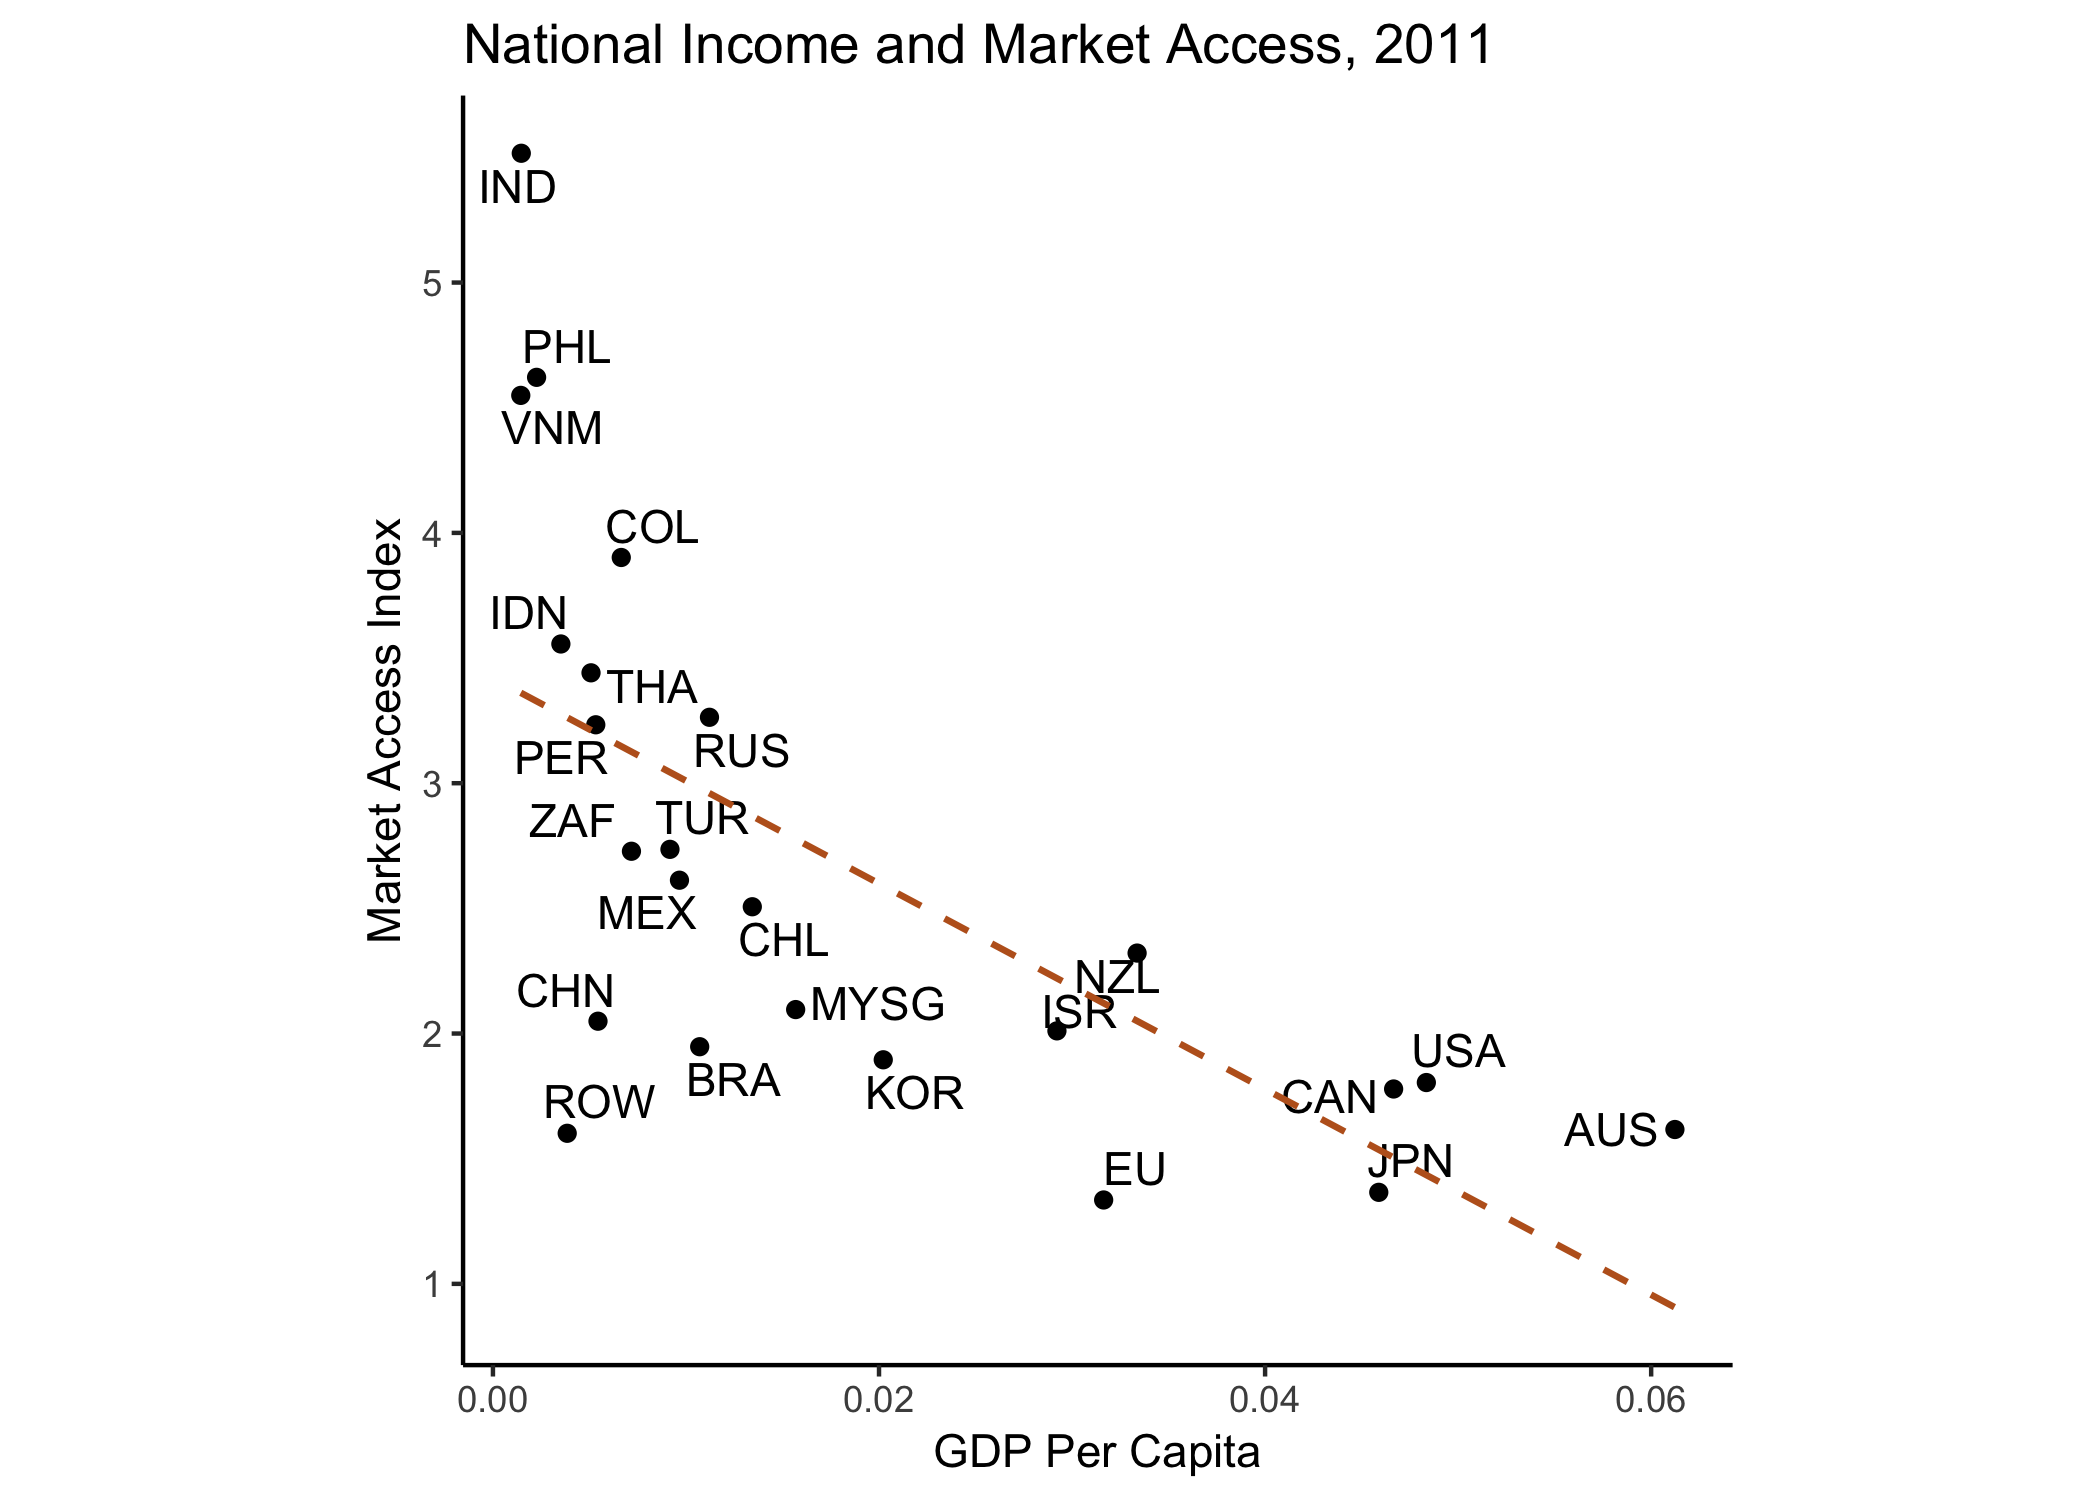 National Income and Market Access, 2011
IND
5
PHL
VNM
COL
4
IDN
THA
PER
RUS
3
ZAF
TUR
MEX
CHL
CHN
MYSG
NZL
ISR
2
BRA
KOR
ROW
USA
CAN
AUS
JPN
EU
1
Market Access Index
0.00
0.02
0.04
0.06
GDP Per Capita